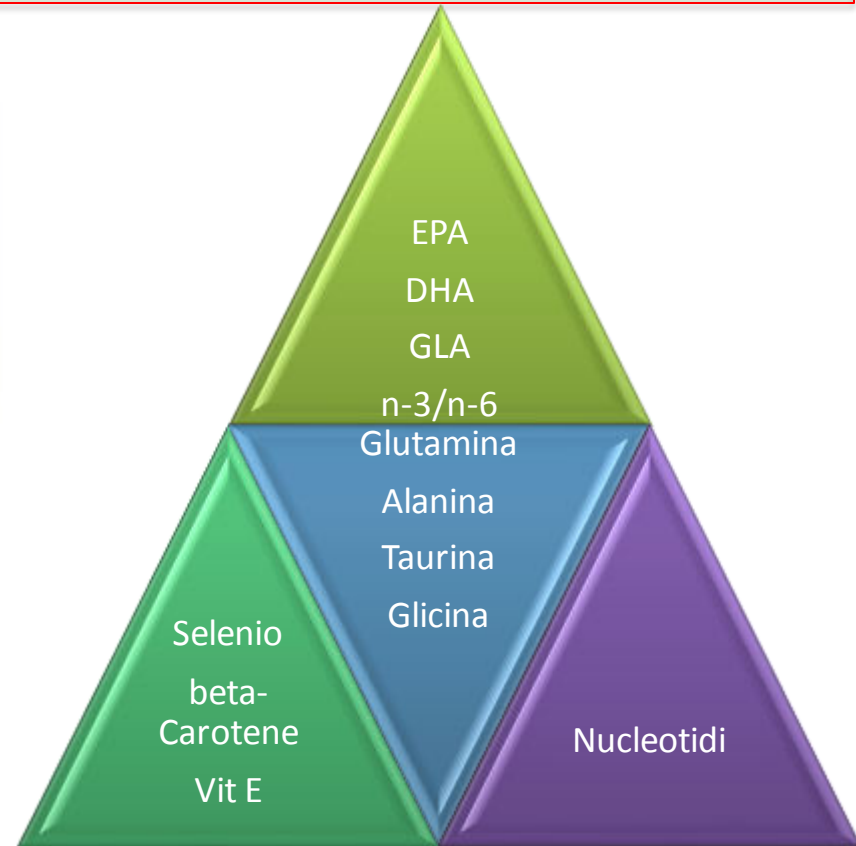 EPA
DHA
GLA
n-3/n-6
Glutamina
Alanina
Taurina
Glicina
Selenio
beta-
Carotene
Vit E
Nucleotidi